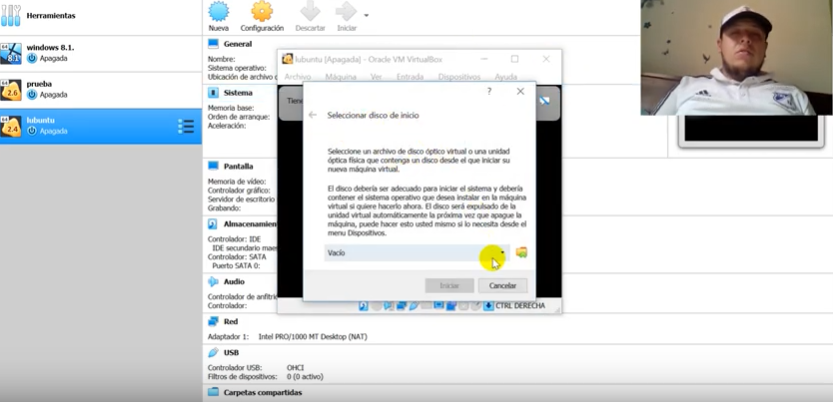 Herramientas
windows 8.1.
Apagada
prueba
Apagada
lubuntu
Apagada
Nueva
Configuración
Descartar
Iniciar
General
Nombre:
Sistema operativo:
Ubicación de archivo
Sistema
Memoria base:
Orden de arranque:
Aceleración:
Pantalla
Memoria de vídeo:
Controlador gráfico:
Servidor de escritorio
Grabando:
Almacenamien
Controlador: IDE
IDE secundario mae
Controlador: SATA
Puerto SATA 0:
Audio
Controlador de anfitri
Controlador:
Red
Adaptador 1: Intel PRO/1000 MT Desktop (NAT)
USB
Controlador USB: OHCI
Filtros de dispositivos: 0 (0 activo)
Carpetas compartidas
lubuntu [Apagada] - Oracle VM VirtualBox
Archivo Máquina Ver Entrada Dispositivos Ayuda
Tiene
Seleccionar disco de inicio
Seleccione un archivo de disco óptico virtual o una unidad
óptica física que contenga un disco desde el que iniciar su
nueva máquina virtual.
El disco debería ser adecuado para iniciar el sistema y debería
contener el sistema operativo que desea instalar en la máquina
virtual si quiere hacerlo ahora. El disco será expulsado de la
unidad virtual automáticamente la próxima vez que apague la
máquina, puede hacer esto usted mismo si lo necesita desde el
menu Dispositivos.
Vacío
Iniciar
Cancelar
CTRL DERECHA